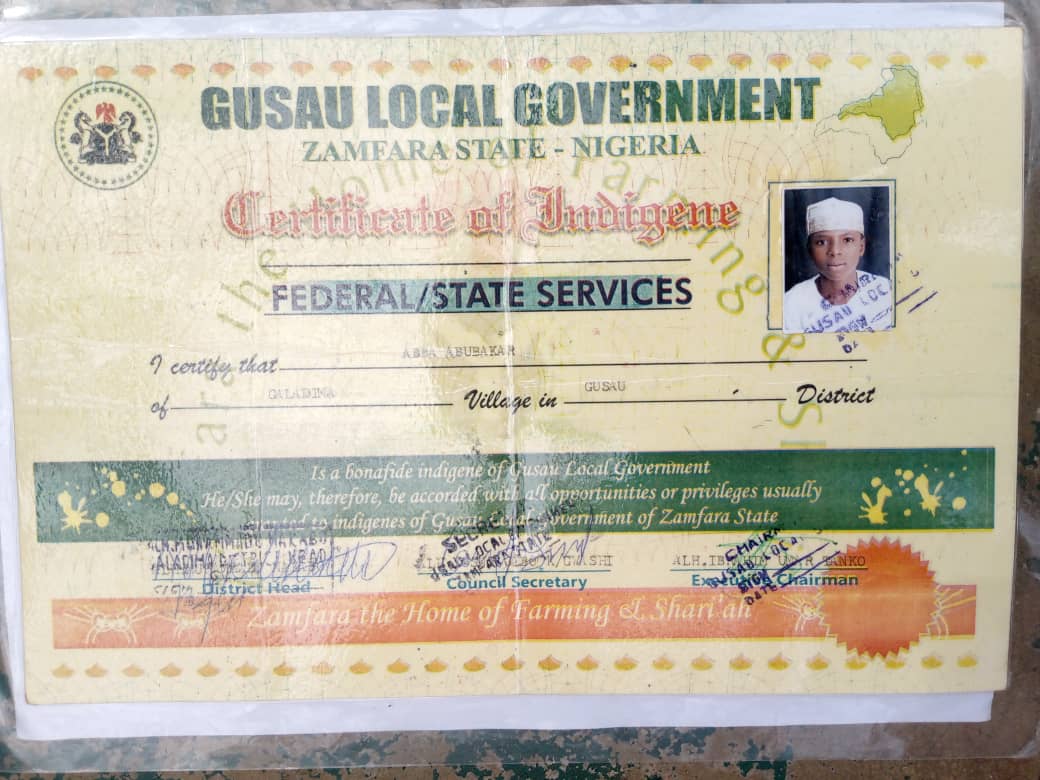 GUSAU LOCAL GOVERNMENT
ZAMFARA STATE - NIGERIA
Certificate of Indigene
FEDERAL/STATE SERVICES
I certify that ABBA ABUBAKAR
of GALADIMA Village in GUSAU District
Is a bonafide indigene of Gusau Local Government
He/She may, therefore, be accorded with all opportunities or privileges usually
to indigenes of Gusau Local Government of Zamfara State
District Head
Council Secretary
Executive Chairman
Zamfara the Home of Farming & Shari'ah